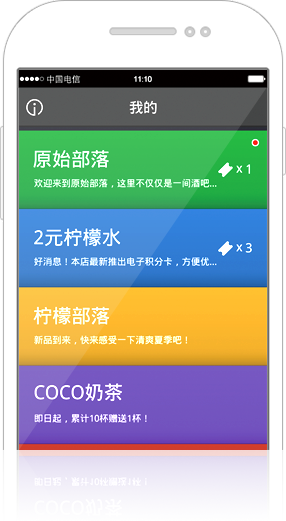 中国电信 11:10
我的
原始部落
x 1
欢迎来到原始部落，这里不仅仅是一间酒吧...
2元柠檬水
x 3
好消息！本店最新推出电子积分卡，方便优...
柠檬部落
新品到来，快来感受一下清爽夏季吧！
COCO奶茶
即日起，累计10杯赠送1杯！